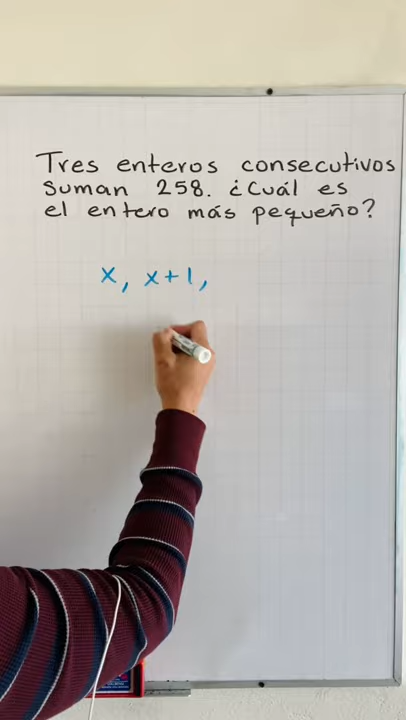 Tres enteros consecutivos
suman 258. ¿Cuál es
el entero más pequeño?
x, x+1,